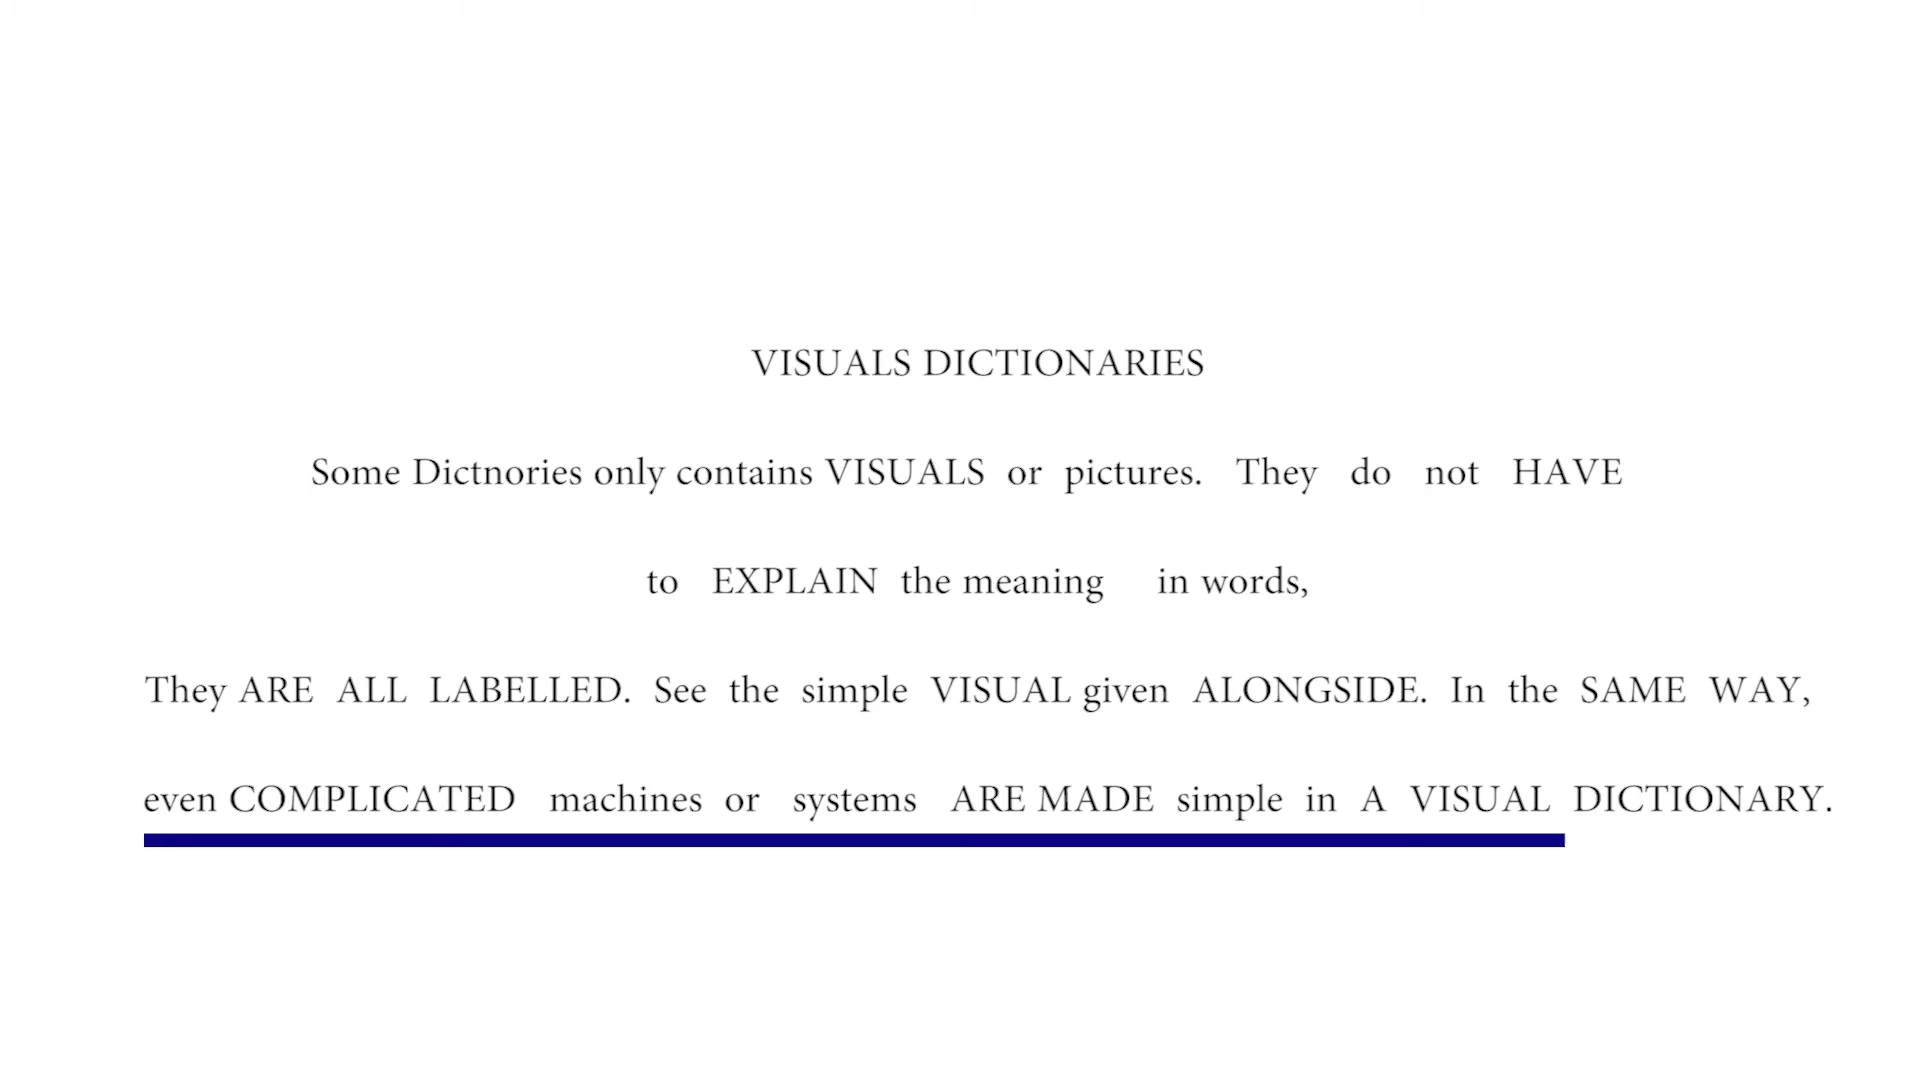 VISUALS DICTIONARIES
Some Dictnories only contains VISUALS or pictures. They do not HAVE
to EXPLAIN the meaning in words,
They ARE ALL LABELLED. See the simple VISUAL given ALONGSIDE. In the SAME WAY,
even COMPLICATED machines or systems ARE MADE simple in A VISUAL DICTIONARY.